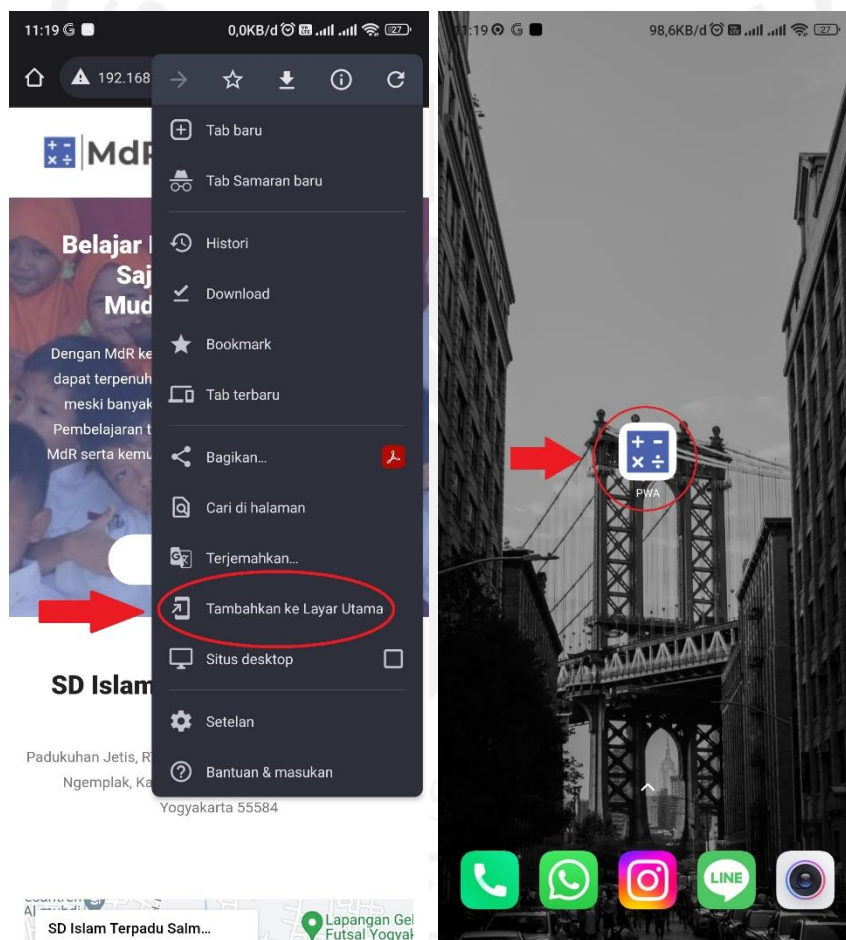 11:19 G 0,0KB/d 27
192.168
Tab baru
MdR
Tab Samaran baru
Histori
Belajar
Saj
Mud
Download
Bookmark
Dengan MdR ke
dapat terpenuh
meski banyak
Pembelajaran t
MdR serta kemu
Tab terbaru
Bagikan...
Cari di halaman
Terjemahkan...
Tambahkan ke Layar Utama
Situs desktop
SD Islam
Setelan
Padukuhan Jetis, R
Ngemplak, Ka
Bantuan & masukan
Yogyakarta 55584
SD Islam Terpadu Salm...
Lapangan Gel
Futsal Yogyak
11:19 G 98,6KB/d 27
PWA
LINE